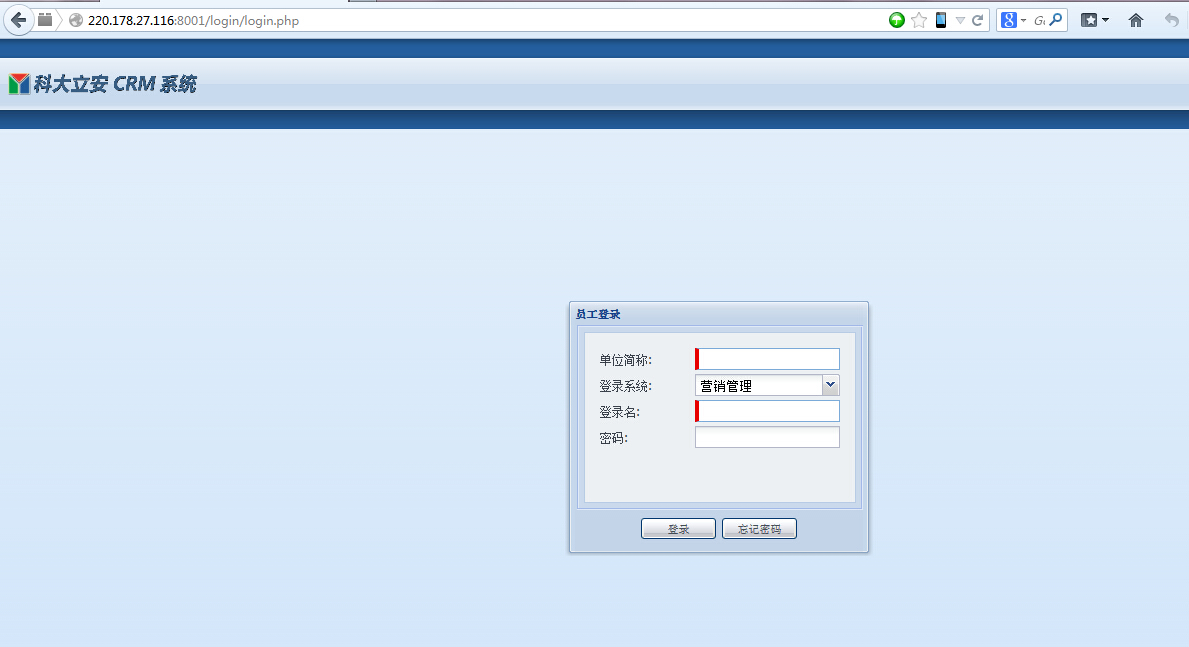 220.178.27.116:8001/login/login.php
科大立安 CRM 系统
员工登录
单位简称:
登录系统: 营销管理
登录名:
密码:
登录 忘记密码